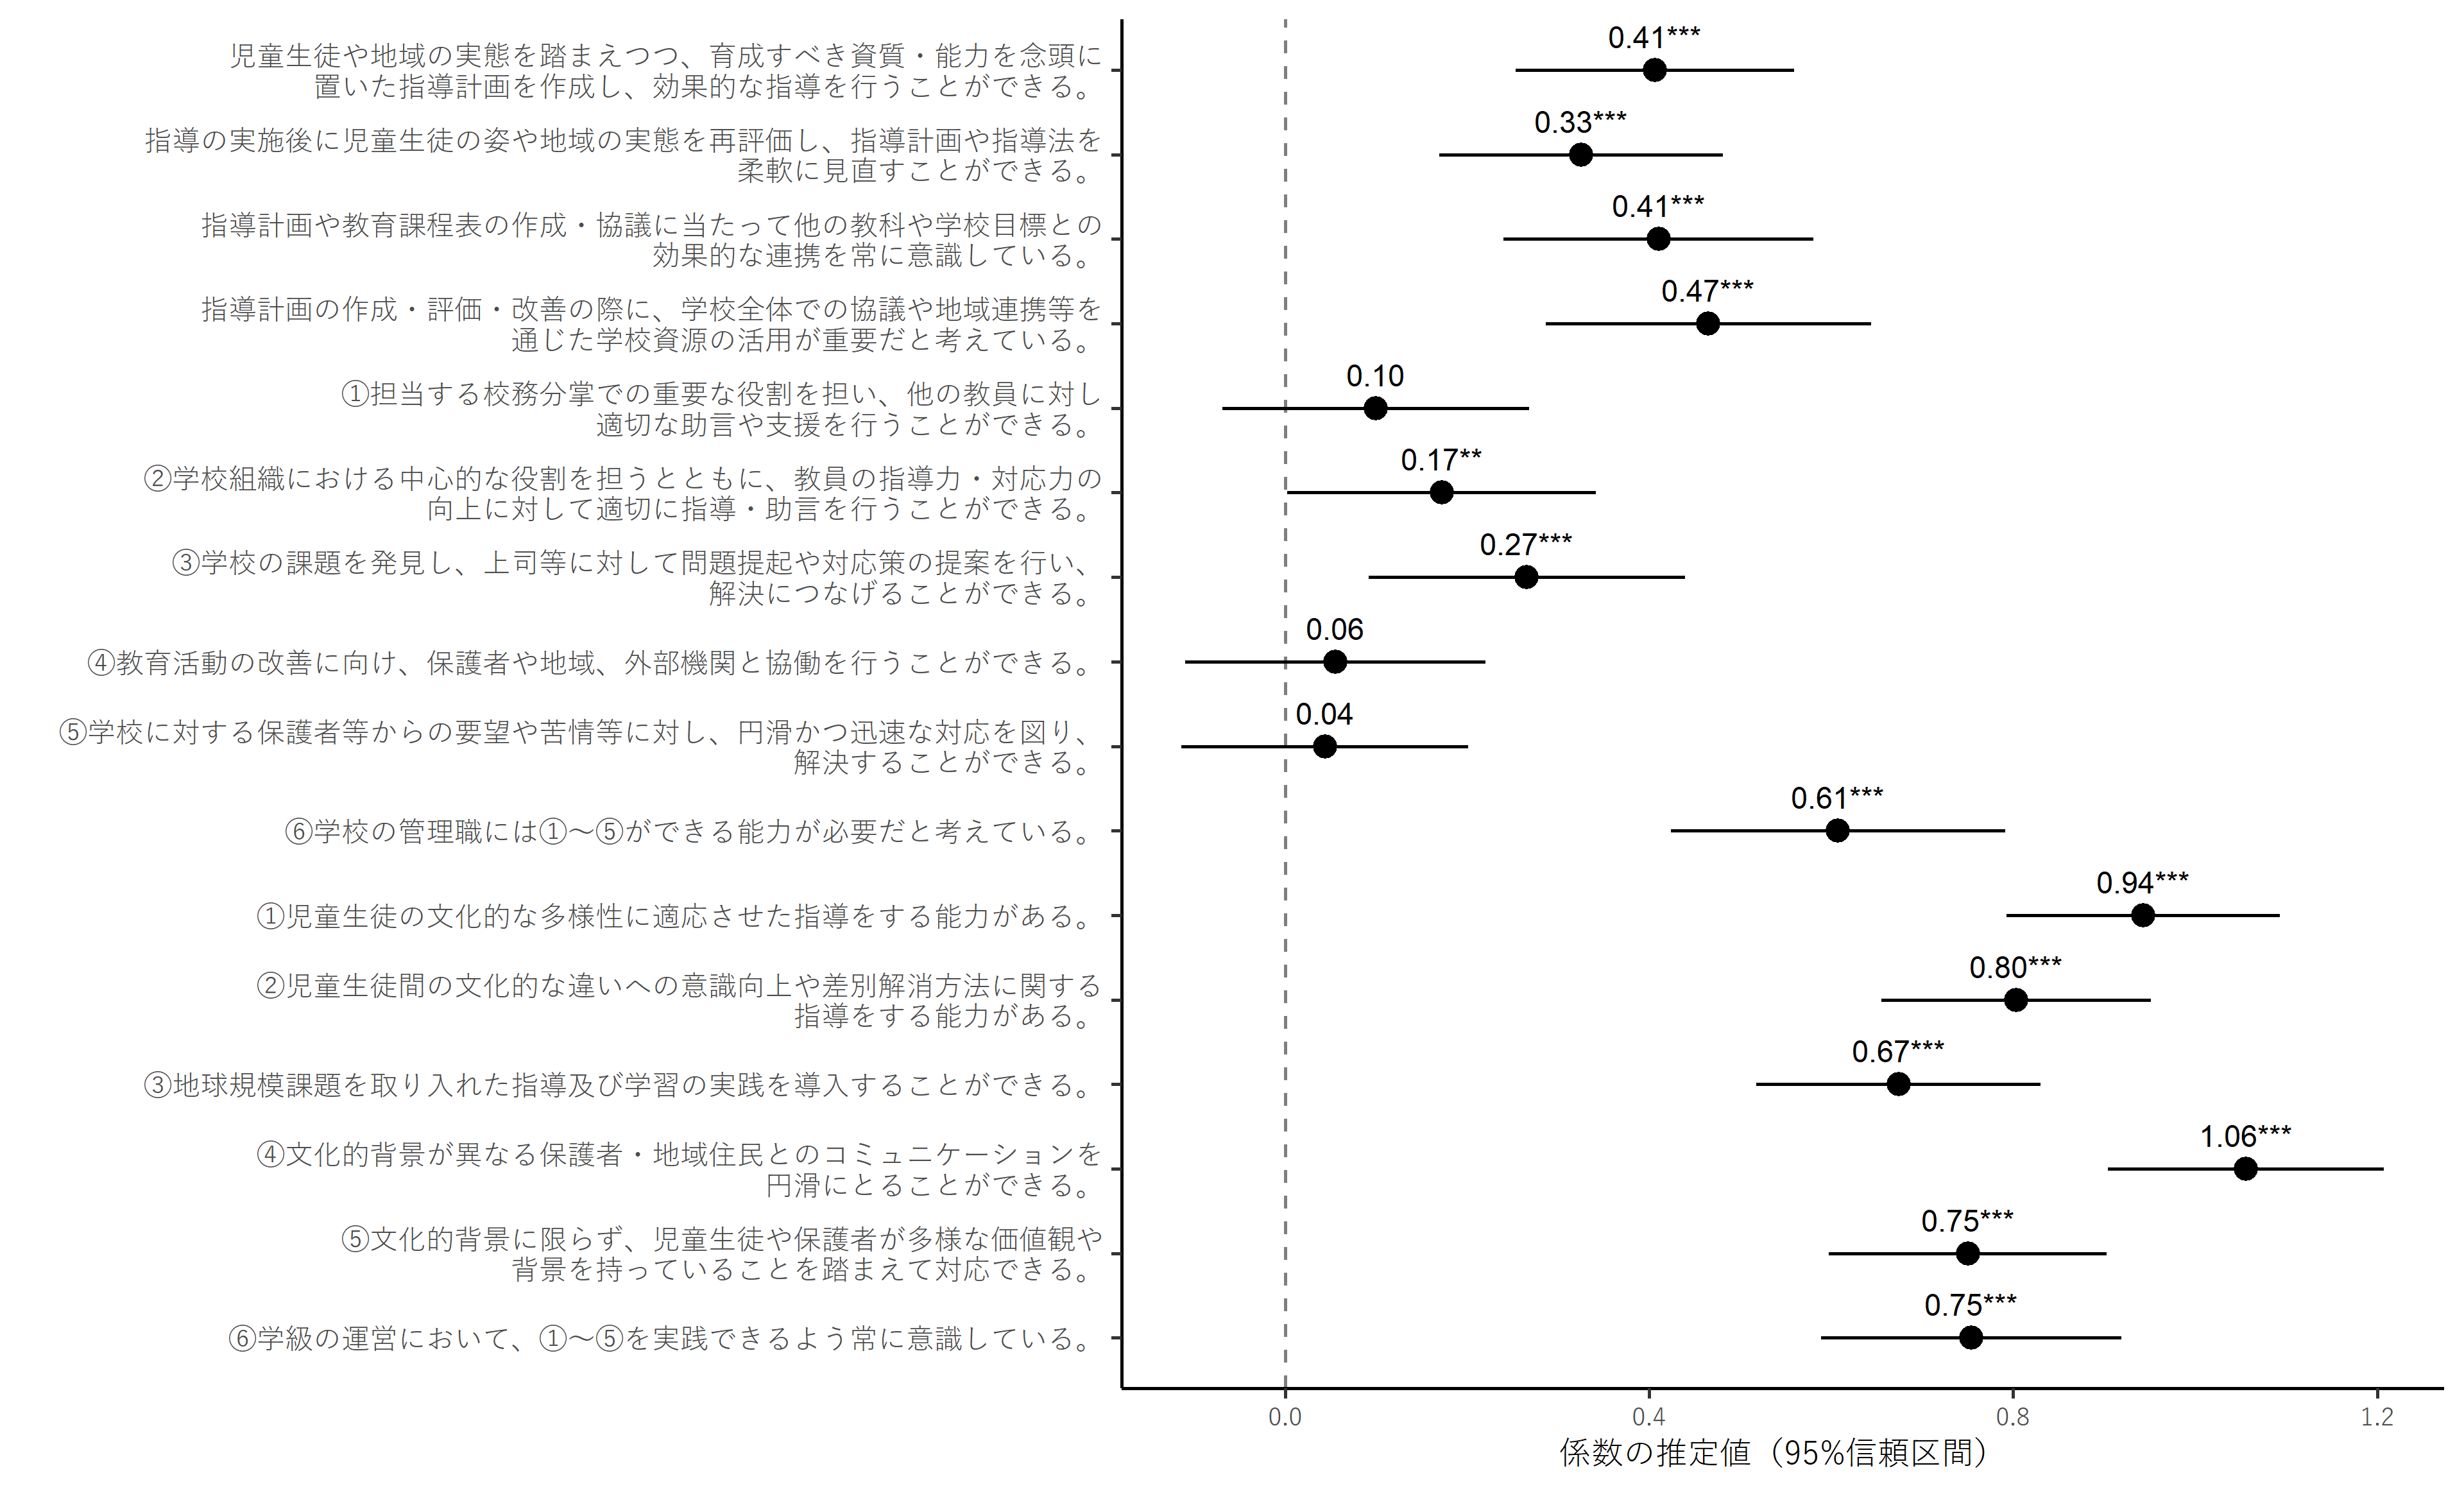 児童生徒や地域の実態を踏まえつつ、育成すべき資質・能力を念頭に
置いた指導計画を作成し、効果的な指導を行うことができる。
0.41***
指導の実施後に児童生徒の姿や地域の実態を再評価し、指導計画や指導法を
柔軟に見直すことができる。
0.33***
指導計画や教育課程表の作成・協議に当たって他の教科や学校目標との
効果的な連携を常に意識している。
0.41***
指導計画の作成・評価・改善の際に、学校全体での協議や地域連携等を
通じた学校資源の活用が重要だと考えている。
0.47***
①担当する校務分掌での重要な役割を担い、他の教員に対し
適切な助言や支援を行うことができる。
0.10
②学校組織における中心的な役割を担うとともに、教員の指導力・対応力の
向上に対して適切に指導・助言を行うことができる。
0.17**
③学校の課題を発見し、上司等に対して問題提起や対応策の提案を行い、
解決につなげることができる。
0.27***
④教育活動の改善に向け、保護者や地域、外部機関と協働を行うことができる。
0.06
⑤学校に対する保護者等からの要望や苦情等に対し、円滑かつ迅速な対応を図り、
解決することができる。
0.04
⑥学校の管理職には①～⑤ができる能力が必要だと考えている。
0.61***
①児童生徒の文化的な多様性に適応させた指導をする能力がある。
0.94***
②児童生徒間の文化的な違いへの意識向上や差別解消方法に関する
指導をする能力がある。
0.80***
③地球規模課題を取り入れた指導及び学習の実践を導入することができる。
0.67***
④文化的背景が異なる保護者・地域住民とのコミュニケーションを
円滑にとることができる。
1.06***
⑤文化的背景に限らず、児童生徒や保護者が多様な価値観や
背景を持っていることを踏まえて対応できる。
0.75***
⑥学級の運営において、①～⑤を実践できるよう常に意識している。
0.75***
0.0 0.4 0.8 1.2
係数の推定値（95%信頼区間）